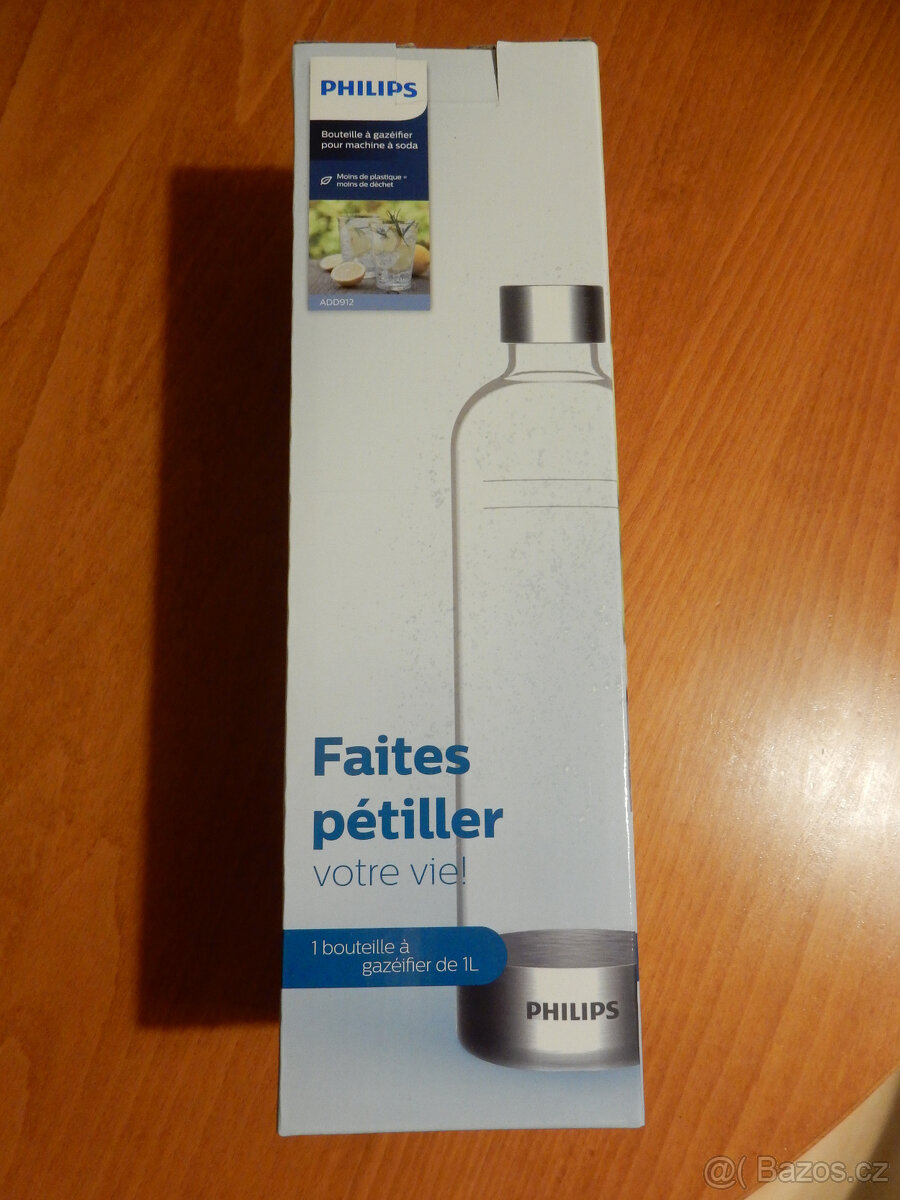 PHILIPS
Bouteille à gazéifier
pour machine à soda
Moins de plastique =
moins de déchet
ADD912
Faites
pétiller
votre vie!
1 bouteille à
gazéifier de 1L
PHILIPS
@( Bazos.cz